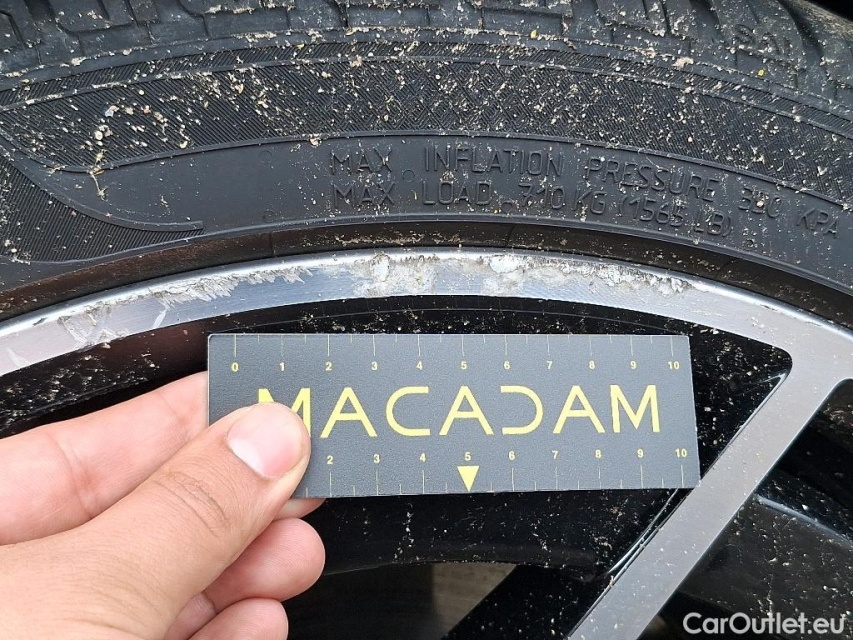 MAX. INFLATION PRESSURE 350 KPA
MAX. LOAD 710 KG (1565 LB)
0 1 2 3 4 5 6 7 8 9 10
MACADAM
2 3 4 5 6 7 8 9 10
CarOutlet.eu